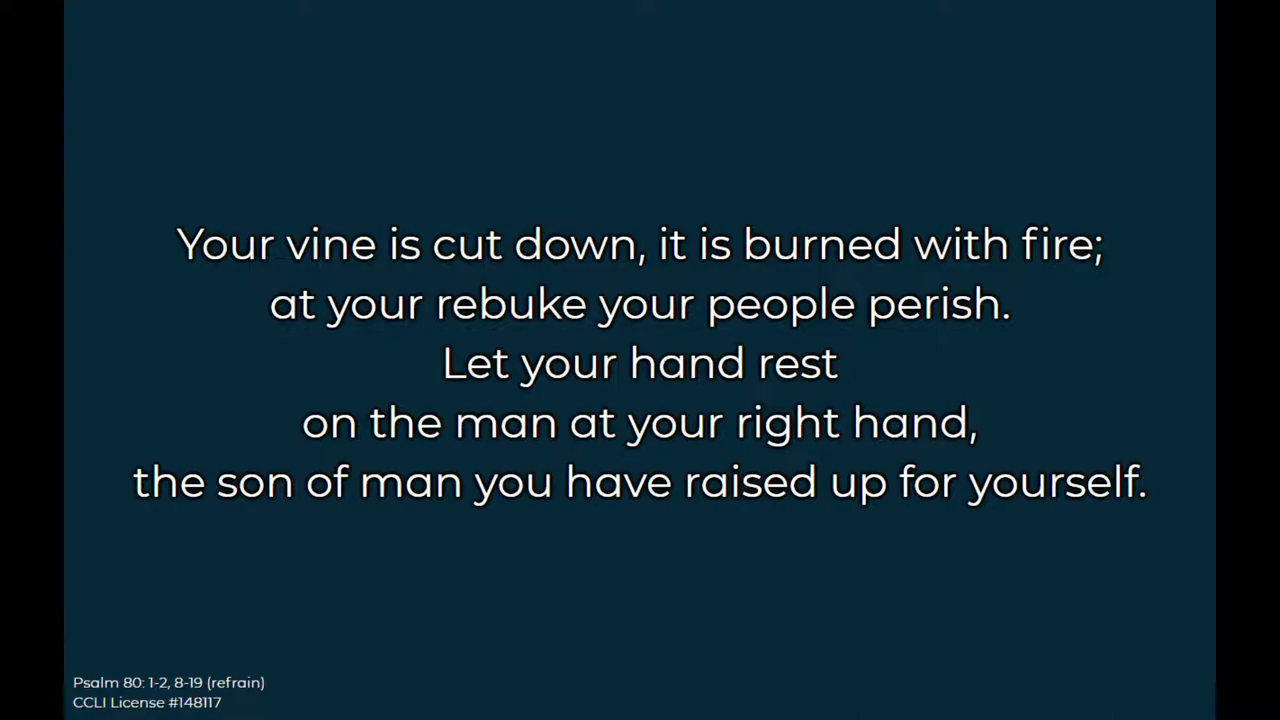 Your vine is cut down, it is burned with fire;
at your rebuke your people perish.
Let your hand rest
on the man at your right hand,
the son of man you have raised up for yourself.
Psalm 80: 1-2, 8-19 (refrain)
CCLI License #148117